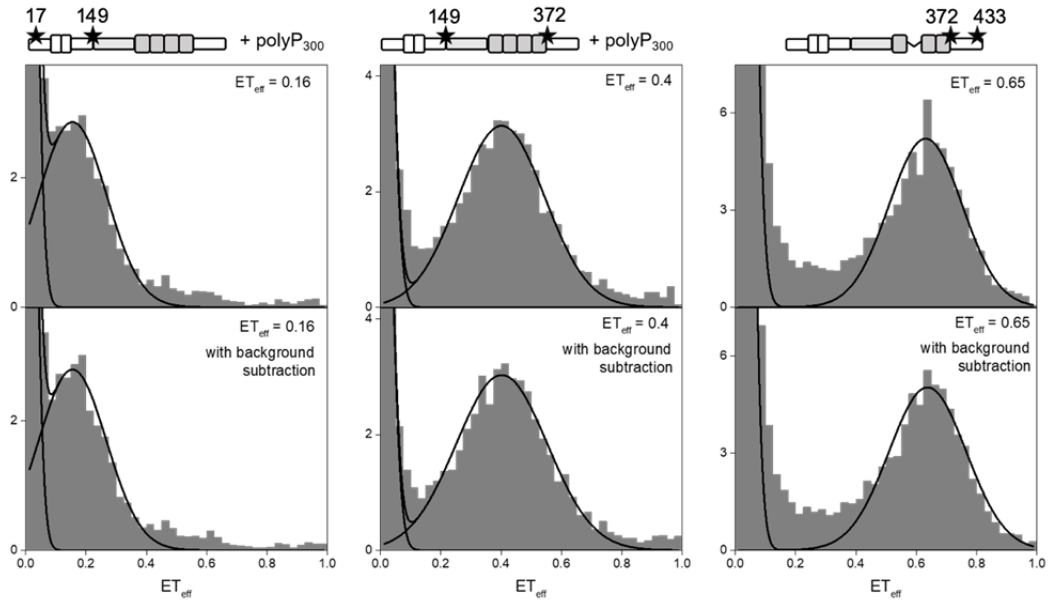 17 149 + polyP300
149 372 + polyP300
372 433
ETeff = 0.16
2
0
ETeff = 0.4
4
2
0
ETeff = 0.65
6
3
0
ETeff = 0.16
with background
subtraction
2
0
0.0 0.2 0.4 0.6 0.8 1.0
ETeff
ETeff = 0.4
with background
subtraction
4
2
0
0.0 0.2 0.4 0.6 0.8 1.0
ETeff
ETeff = 0.65
with background
subtraction
6
3
0
0.0 0.2 0.4 0.6 0.8 1.0
ETeff